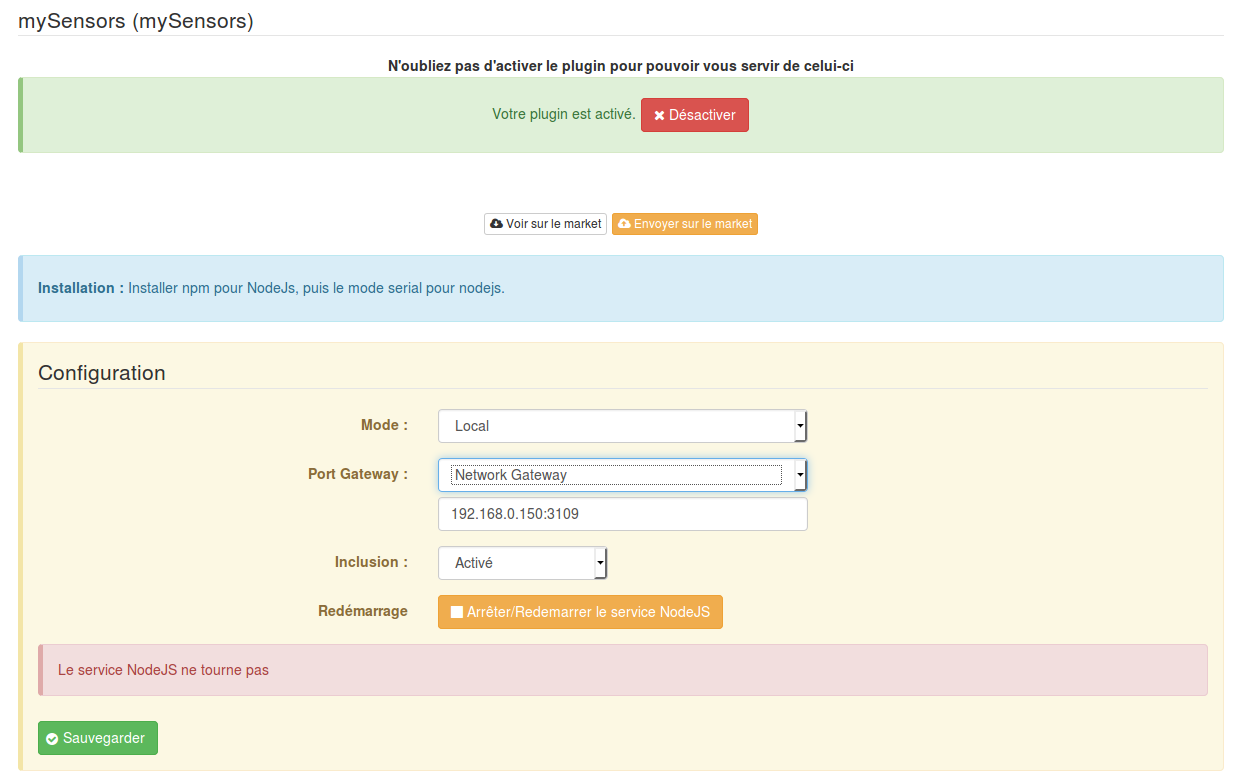 mySensors (mySensors)
N'oubliez pas d'activer le plugin pour pouvoir vous servir de celui-ci
Votre plugin est activé. Désactiver
Voir sur le market Envoyer sur le market
Installation : Installer npm pour NodeJs, puis le mode serial pour nodejs.
Configuration
Mode : Local
Port Gateway : Network Gateway
192.168.0.150:3109
Inclusion : Activé
Redémarrage Arrêter/Redemarrer le service NodeJS
Le service NodeJS ne tourne pas
Sauvegarder